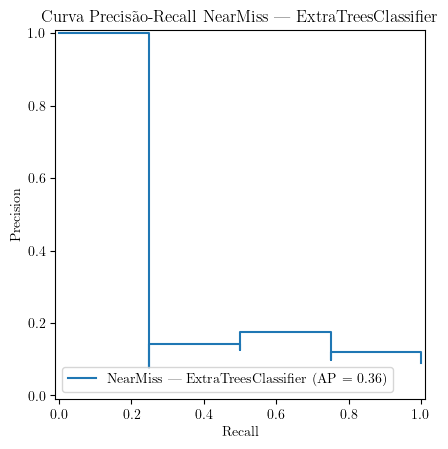 Curva Precisão-Recall NearMiss — ExtraTreesClassifier
1.0
0.8
0.6
0.4
0.2
0.0
Precision
NearMiss — ExtraTreesClassifier (AP = 0.36)
0.0 0.2 0.4 0.6 0.8 1.0
Recall